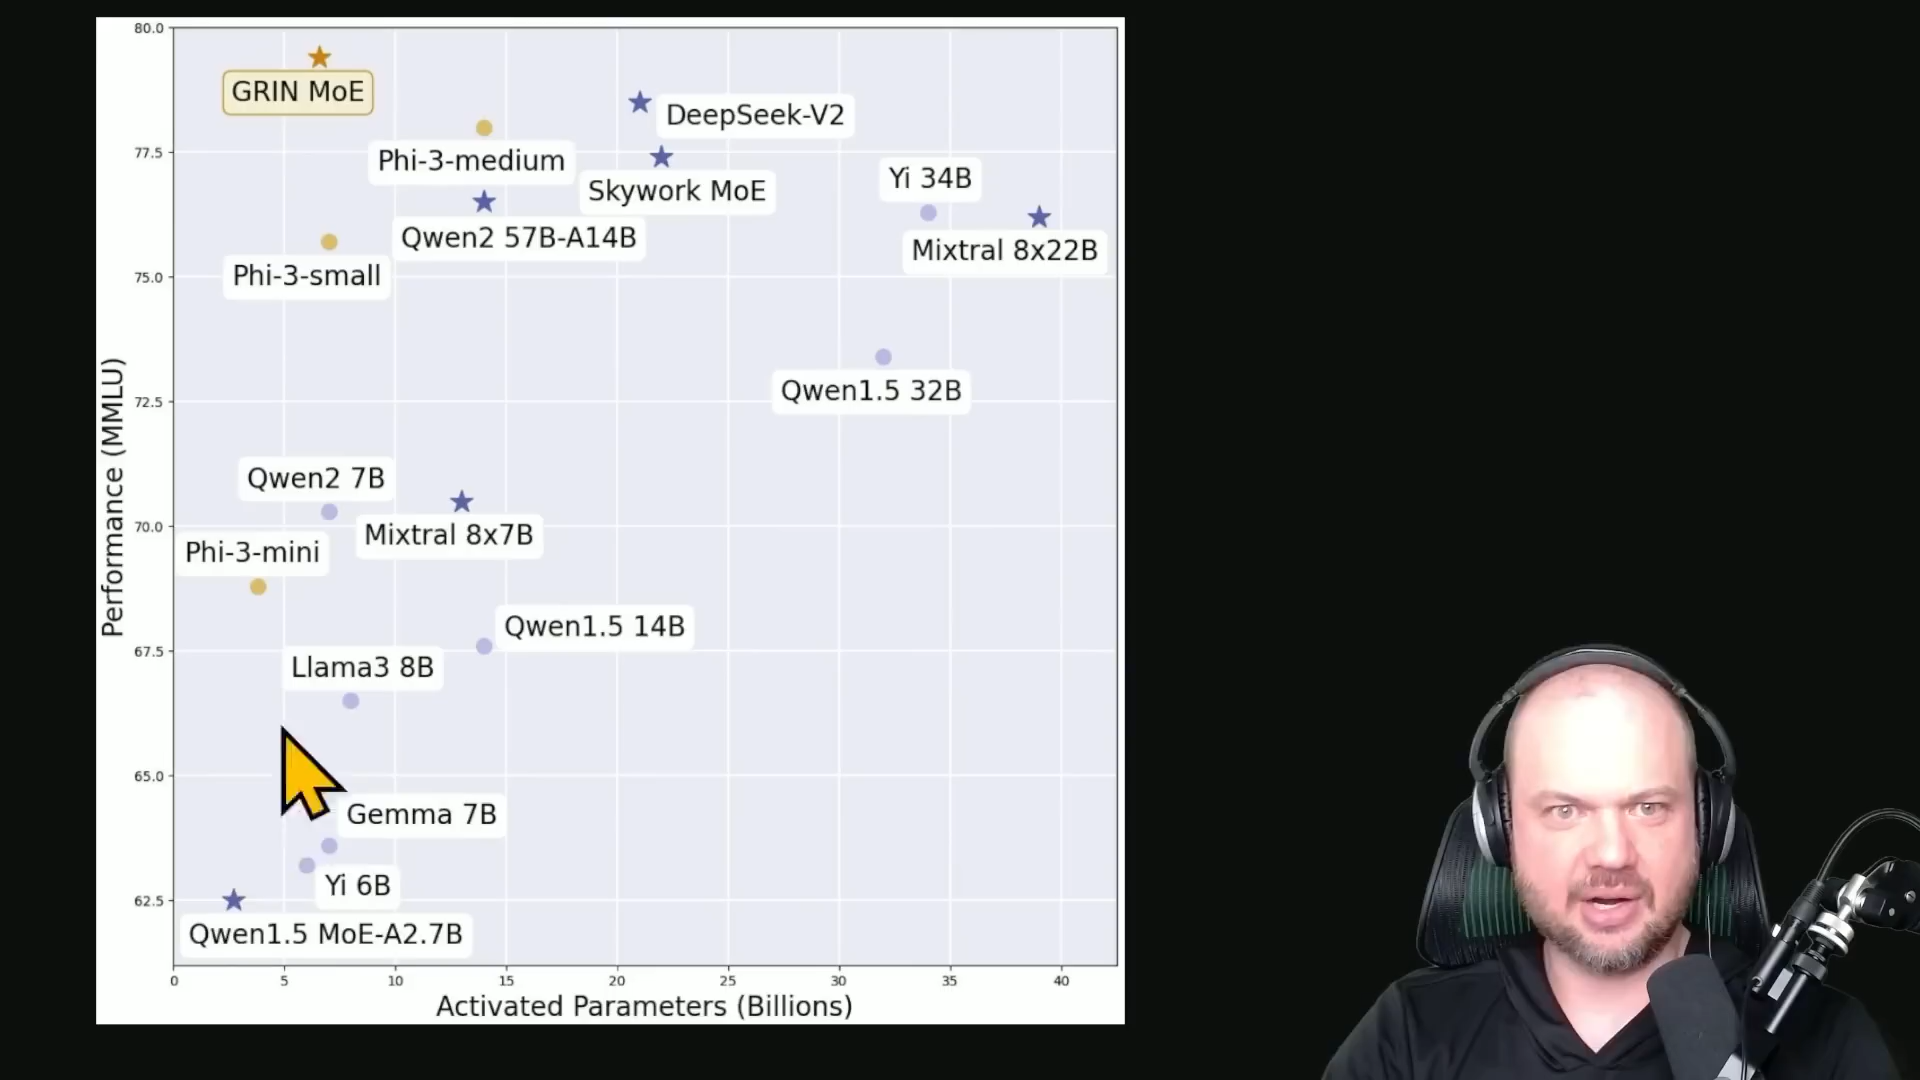 80.0
GRIN MoE
DeepSeek-V2
Phi-3-medium
77.5
Skywork MoE
Yi 34B
Qwen2 57B-A14B
Mixtral 8x22B
Phi-3-small
75.0
Qwen1.5 32B
72.5
Performance (MMLU)
Qwen2 7B
Mixtral 8x7B
70.0
Phi-3-mini
Qwen1.5 14B
67.5
Llama3 8B
65.0
Gemma 7B
Yi 6B
62.5
Qwen1.5 MoE-A2.7B
0 5 10 15 20 25 30 35 40
Activated Parameters (Billions)